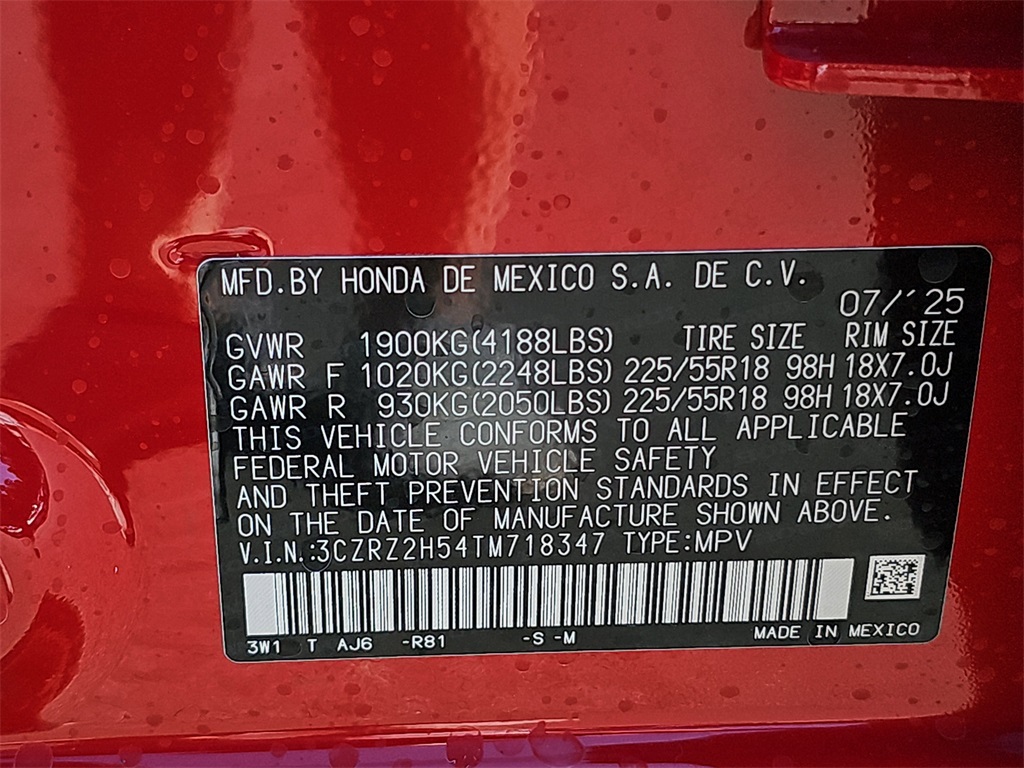 MFD.BY HONDA DE MEXICO S.A. DE C.V.
07/'25
GVWR 1900KG(4188LBS) TIRE SIZE RIM SIZE
GAWR F 1020KG(2248LBS) 225/55R18 98H 18X7.0J
GAWR R 930KG(2050LBS) 225/55R18 98H 18X7.0J
THIS VEHICLE CONFORMS TO ALL APPLICABLE
FEDERAL MOTOR VEHICLE SAFETY
AND THEFT PREVENTION STANDARDS IN EFFECT
ON THE DATE OF MANUFACTURE SHOWN ABOVE.
V.I.N.:3CZRZ2H54TM718347 TYPE:MPV
3W1 T AJ6 -R81 -S -M MADE IN MEXICO